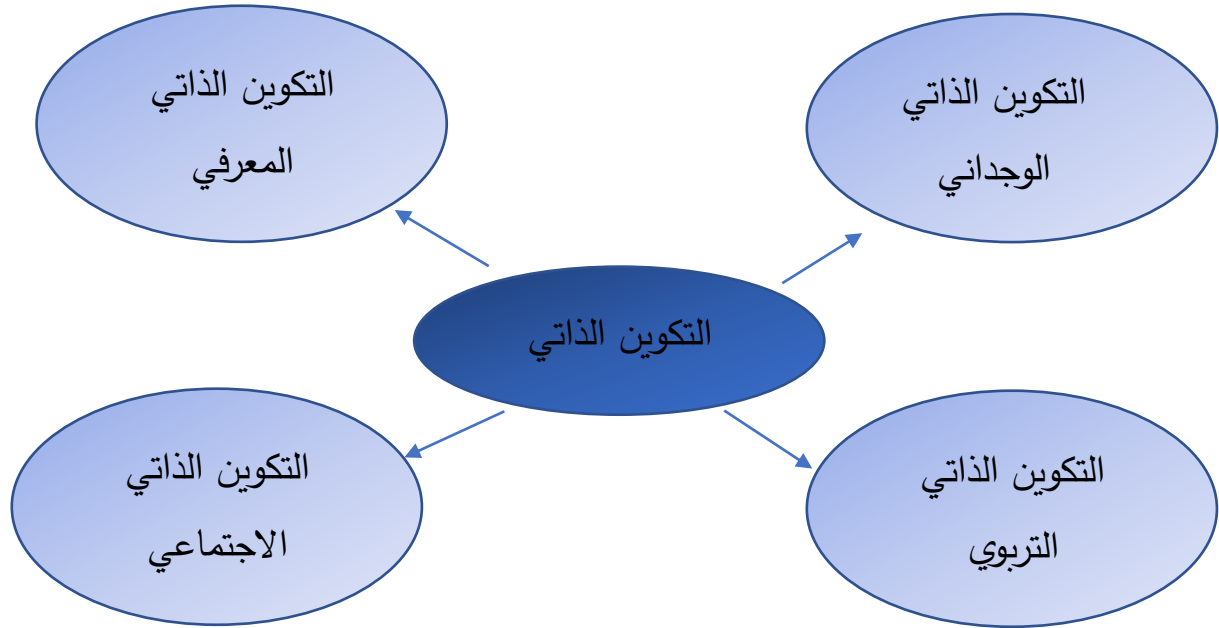 التكوين الذاتي
الوجداني
التكوين الذاتي
المعرفي
التكوين الذاتي
التكوين الذاتي
التربوي
التكوين الذاتي
الاجتماعي